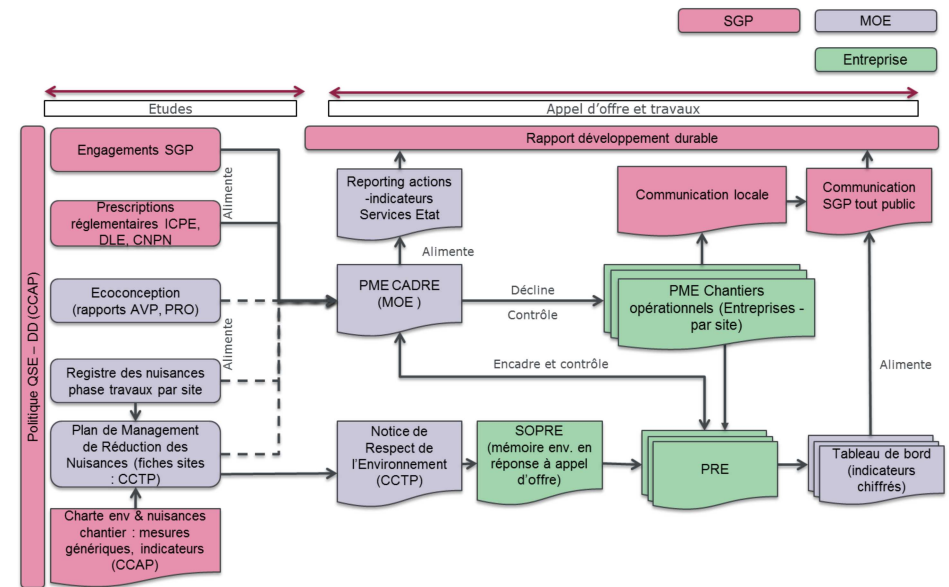 SGP
MOE
Entreprise
Etudes
Appel d'offre et travaux
Politique QSE – DD (CCAP)
Rapport développement durable
Engagements SGP
Alimente
Prescriptions
réglementaires ICPE,
DLE, CNPN
Ecoconception
(rapports AVP, PRO)
Alimente
Registre des nuisances
phase travaux par site
Plan de Management
de Réduction des
Nuisances (fiches sites
: CCTP)
Charte env & nuisances
chantier : mesures
génériques, indicateurs
(CCAP)
Reporting actions
-indicateurs
Services Etat
Alimente
Communication locale
Communication
SGP tout public
PME CADRE
(MOE )
Décline
Contrôle
PME Chantiers
opérationnels (Entreprises -
par site)
Encadre et contrôle
Alimente
Notice de
Respect de
l'Environnement
(CCTP)
SOPRE
(mémoire env. en
réponse à appel
d'offre)
PRE
Tableau de bord
(indicateurs
chiffrés)